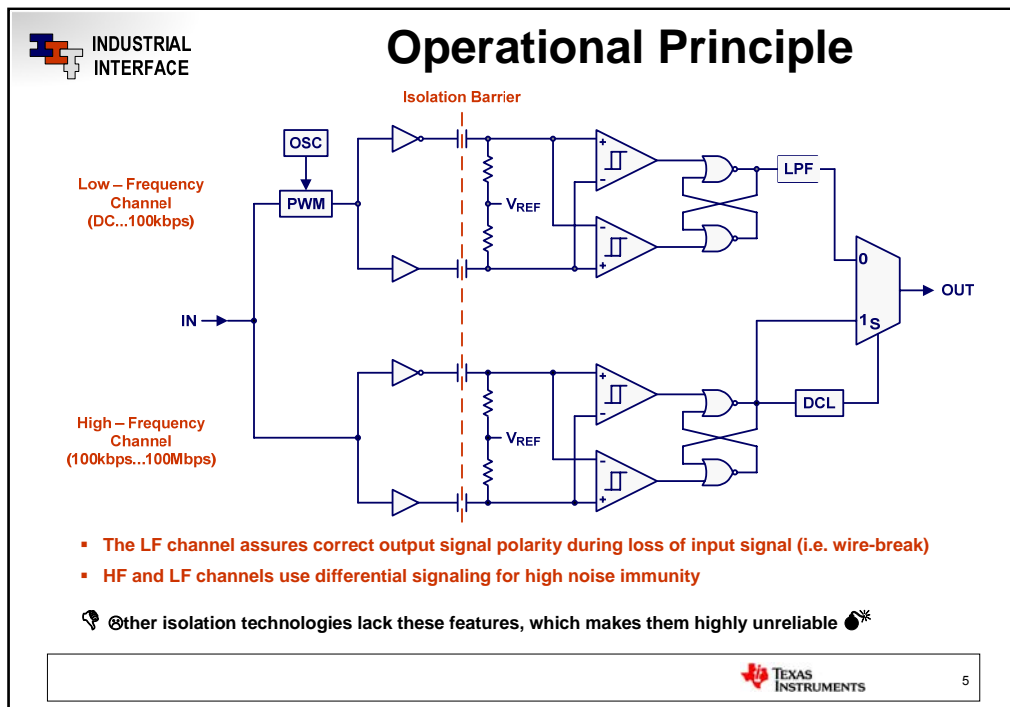 INDUSTRIAL
INTERFACE
Operational Principle
Isolation Barrier
OSC
PWM
Low – Frequency
Channel
(DC...100kbps)
VREF
+
-
-
+
LPF
0
1
S
OUT
IN
High – Frequency
Channel
(100kbps...100Mbps)
VREF
+
-
-
+
DCL
▪ The LF channel assures correct output signal polarity during loss of input signal (i.e. wire-break)
▪ HF and LF channels use differential signaling for high noise immunity
👎 ☹Other isolation technologies lack these features, which makes them highly unreliable 💣
TEXAS
INSTRUMENTS
5